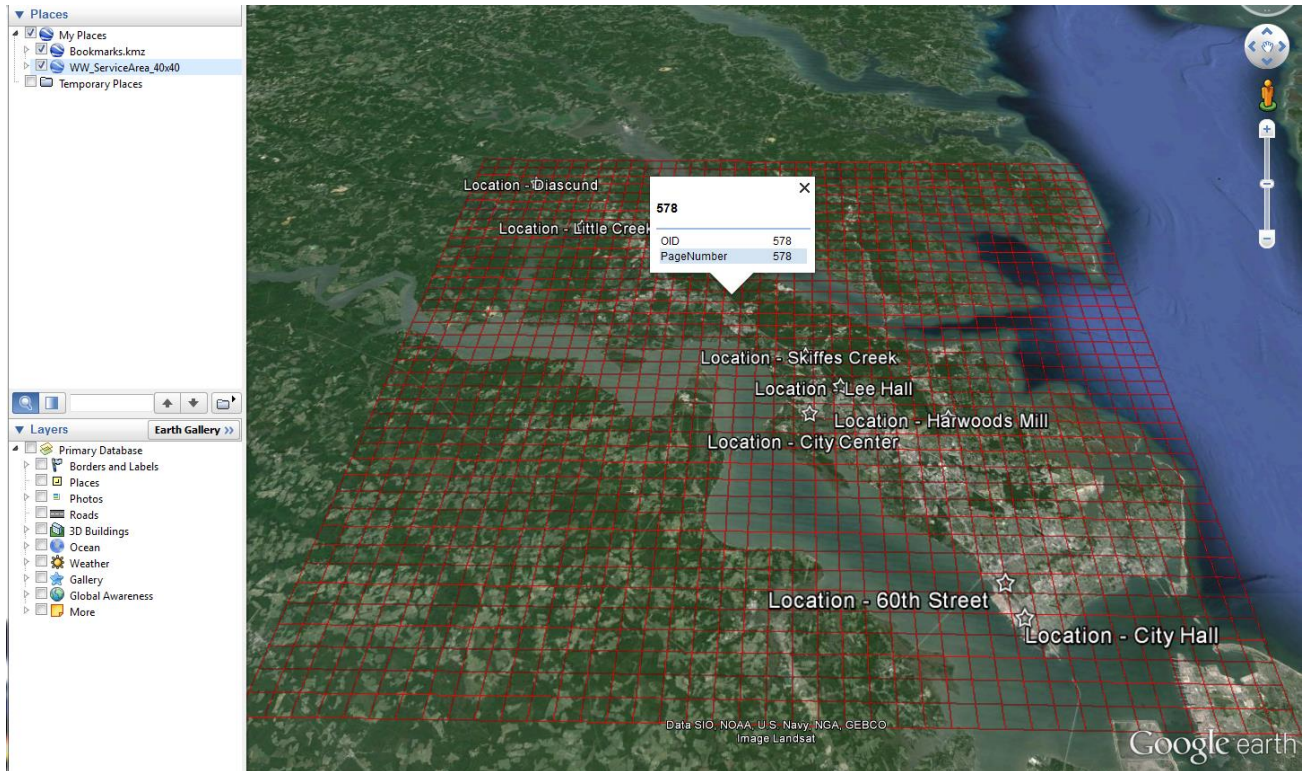 Places
My Places
Bookmarks.kmz
WW_ServiceArea_40x40
Temporary Places
Layers
Earth Gallery >>
Primary Database
Borders and Labels
Places
Photos
Roads
3D Buildings
Ocean
Weather
Gallery
Global Awareness
More
Location - Diascund
Location - Little Creek
578
OID 578
PageNumber 578
Location - Skiffes Creek
Location - Lee Hall
Location - Harwoods Mill
Location - City Center
Location - 60th Street
Location - City Hall
Data SIO, NOAA, U.S. Navy, NGA, GEBCO
Image Landsat
Google earth